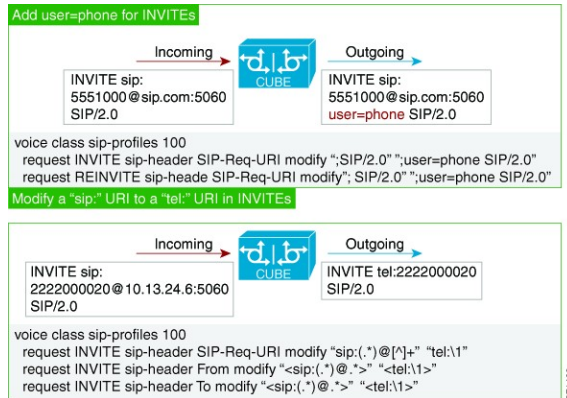 Add user=phone for INVITEs
Incoming
Outgoing
INVITE sip:
5551000@sip.com:5060
SIP/2.0
CUBE
INVITE sip:
5551000@sip.com:5060
user=phone SIP/2.0
voice class sip-profiles 100
request INVITE sip-header SIP-Req-URI modify “;SIP/2.0” ”;user=phone SIP/2.0”
request REINVITE sip-heade SIP-Req-URI modify”; SIP/2.0” ”;user=phone SIP/2.0”
Modify a “sip:” URI to a “tel:” URI in INVITEs
Incoming
Outgoing
INVITE sip:
2222000020@10.13.24.6:5060
SIP/2.0
CUBE
INVITE tel:2222000020
SIP/2.0
voice class sip-profiles 100
request INVITE sip-header SIP-Req-URI modify “sip:(.*)@[^]+” “tel:\1”
request INVITE sip-header From modify “<sip:(.*)@.*>” “<tel:\1>”
request INVITE sip-header To modify “<sip:(.*)@.*>” “<tel:\1>”